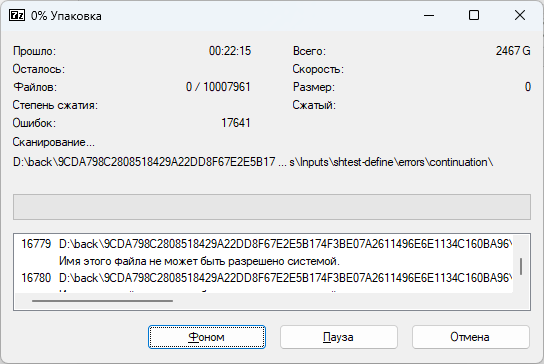 0% Упаковка
Прошло: 00:22:15 Всего: 2467 G
Осталось: Скорость:
Файлов: 0 / 10007961 Размер: 0
Степень сжатия: Сжатый:
Ошибок: 17641
Сканирование...
D:\back\9CDA798C2808518429A22DD8F67E2E5B17 ... s\Inputs\shtest-define\errors\continuation\
16779 D:\back\9CDA798C2808518429A22DD8F67E2E5B174F3BE07A2611496E6E1134C160BA96\
Имя этого файла не может быть разрешено системой.
16780 D:\back\9CDA798C2808518429A22DD8F67E2E5B174F3BE07A2611496E6E1134C160BA96\
Фоном Пауза Отмена